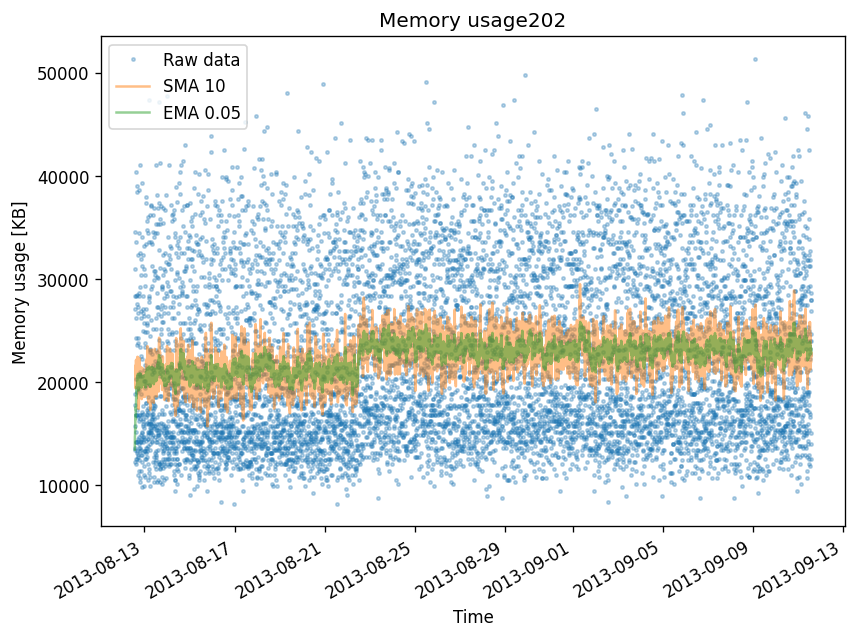 Memory usage202
Raw data
SMA 10
EMA 0.05
Memory usage [KB]
50000
40000
30000
20000
10000
2013-08-13
2013-08-17
2013-08-21
2013-08-25
2013-08-29
2013-09-01
2013-09-05
2013-09-09
2013-09-13
Time